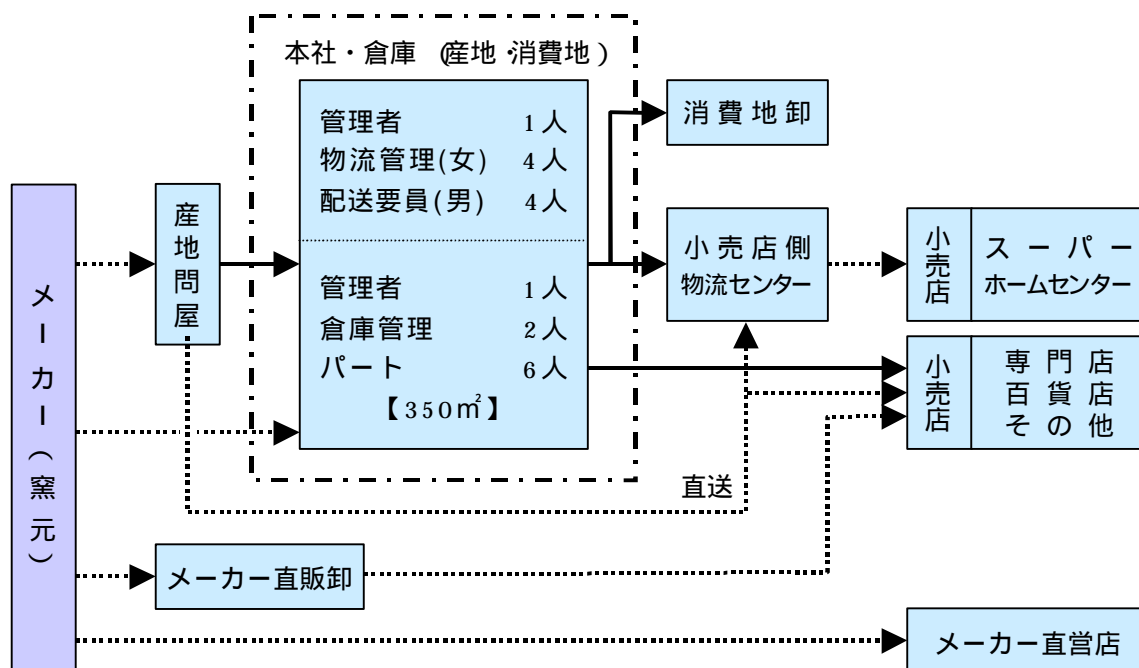 本社・倉庫（産地・消費地）
管理者 1人
物流管理(女) 4人
配送要員(男) 4人
管理者 1人
倉庫管理 2人
パート 6人
【350㎡】
消費地卸
メーカー（窯元）
産地問屋
小売店側
物流センター
小売店
スーパー
ホームセンター
小売店
専門店
百貨店
その他
直送
メーカー直販卸
メーカー直営店